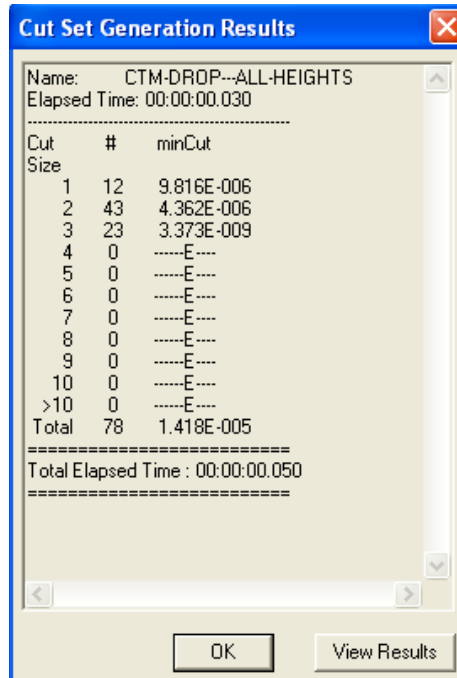 Cut Set Generation Results
Name: CTM-DROP---ALL-HEIGHTS
Elapsed Time: 00:00:00.030
-----------------------------------------------
Cut # minCut
Size
1 12 9.816E-006
2 43 4.362E-006
3 23 3.373E-009
4 0 ------E----
5 0 ------E----
6 0 ------E----
7 0 ------E----
8 0 ------E----
9 0 ------E----
10 0 ------E----
>10 0 ------E----
Total 78 1.418E-005
==========================
Total Elapsed Time : 00:00:00.050
==========================
OK View Results